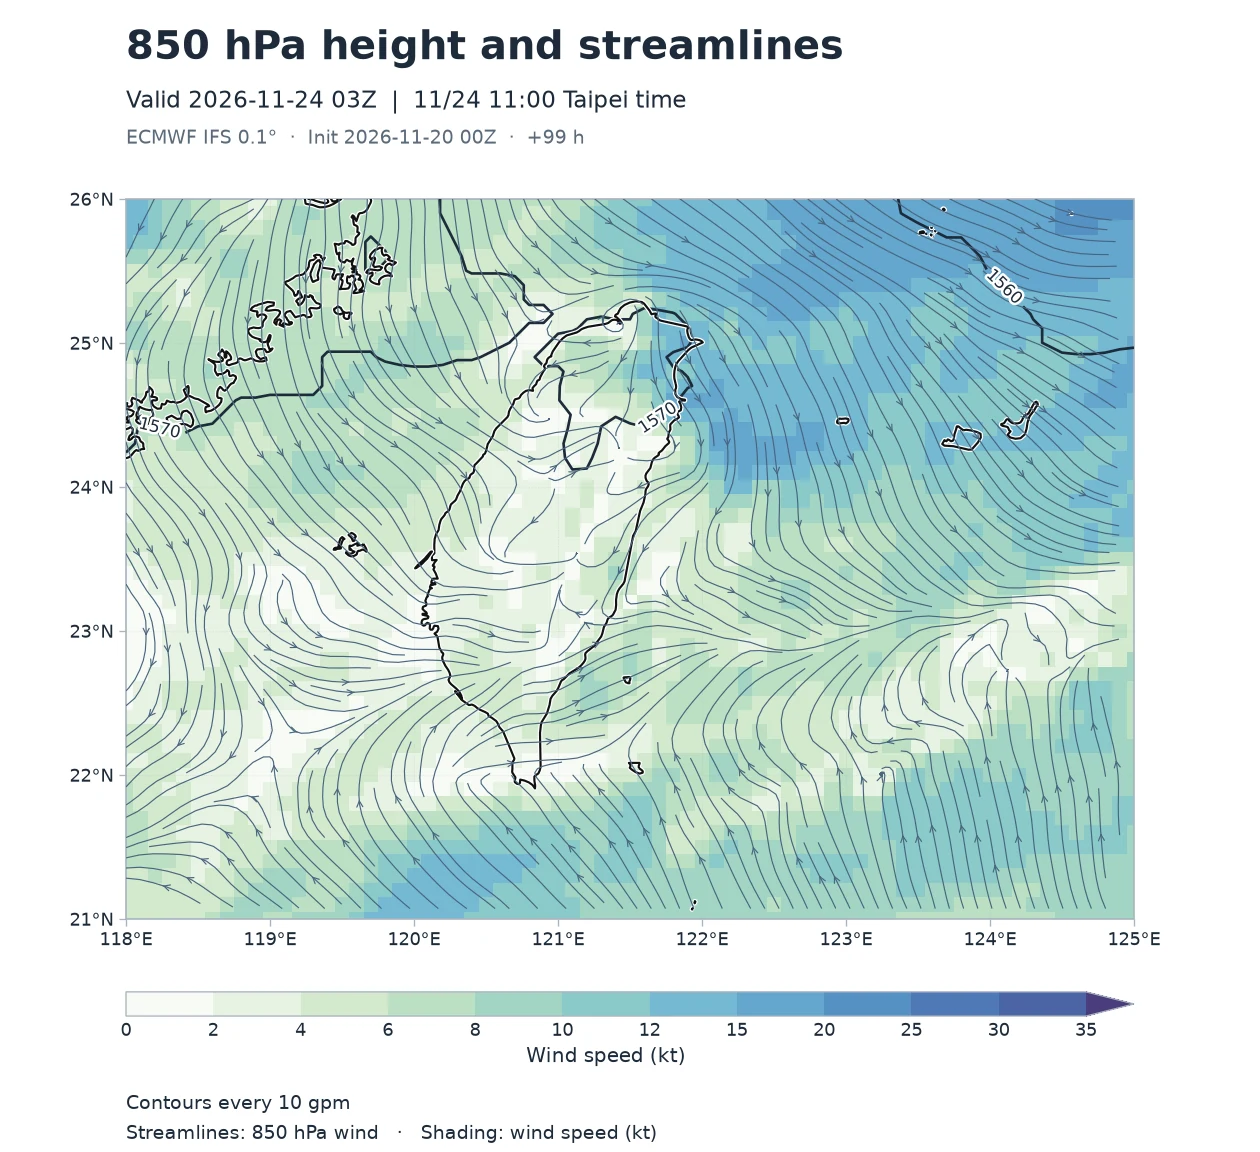 850 hPa height and streamlines
Valid 2026-11-24 03Z | 11/24 11:00 Taipei time
ECMWF IFS 0.1° · Init 2026-11-20 00Z · +99 h
26°N
1560
25°N
1570
1570
24°N
23°N
22°N
21°N
118°E 119°E 120°E 121°E 122°E 123°E 124°E 125°E
0 2 4 6 8 10 12 15 20 25 30 35
Wind speed (kt)
Contours every 10 gpm
Streamlines: 850 hPa wind · Shading: wind speed (kt)